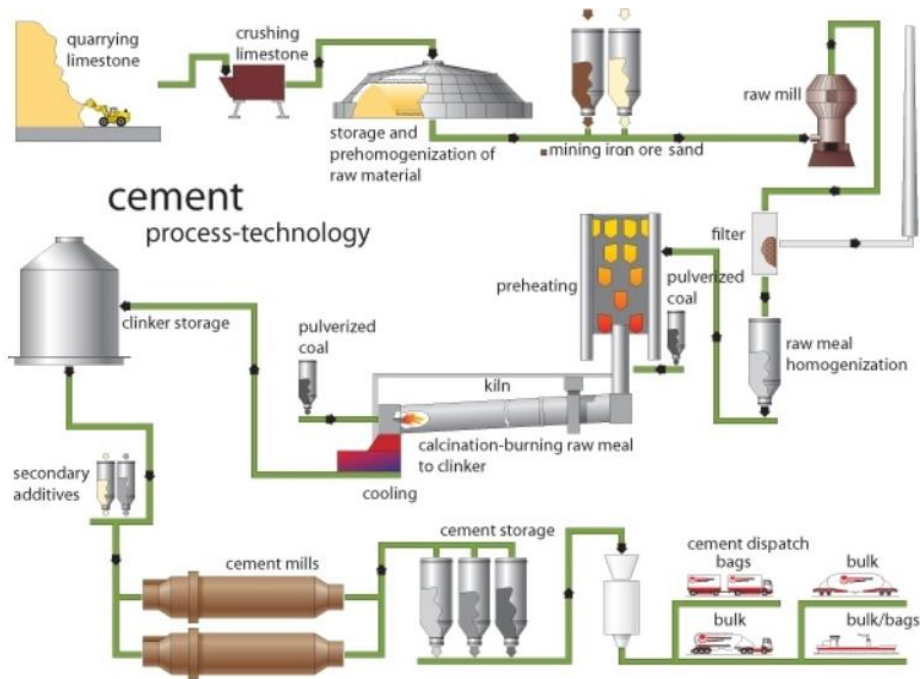 quarrying
limestone
crushing
limestone
storage and
prehomogenization of
raw material
mining iron ore sand
raw mill
cement
process-technology
filter
preheating
pulverized
coal
raw meal
homogenization
clinker storage
pulverized
coal
kiln
calcination-burning raw meal
to clinker
cooling
secondary
additives
cement mills
cement storage
cement dispatch
bags
bulk
bulk
bulk/bags